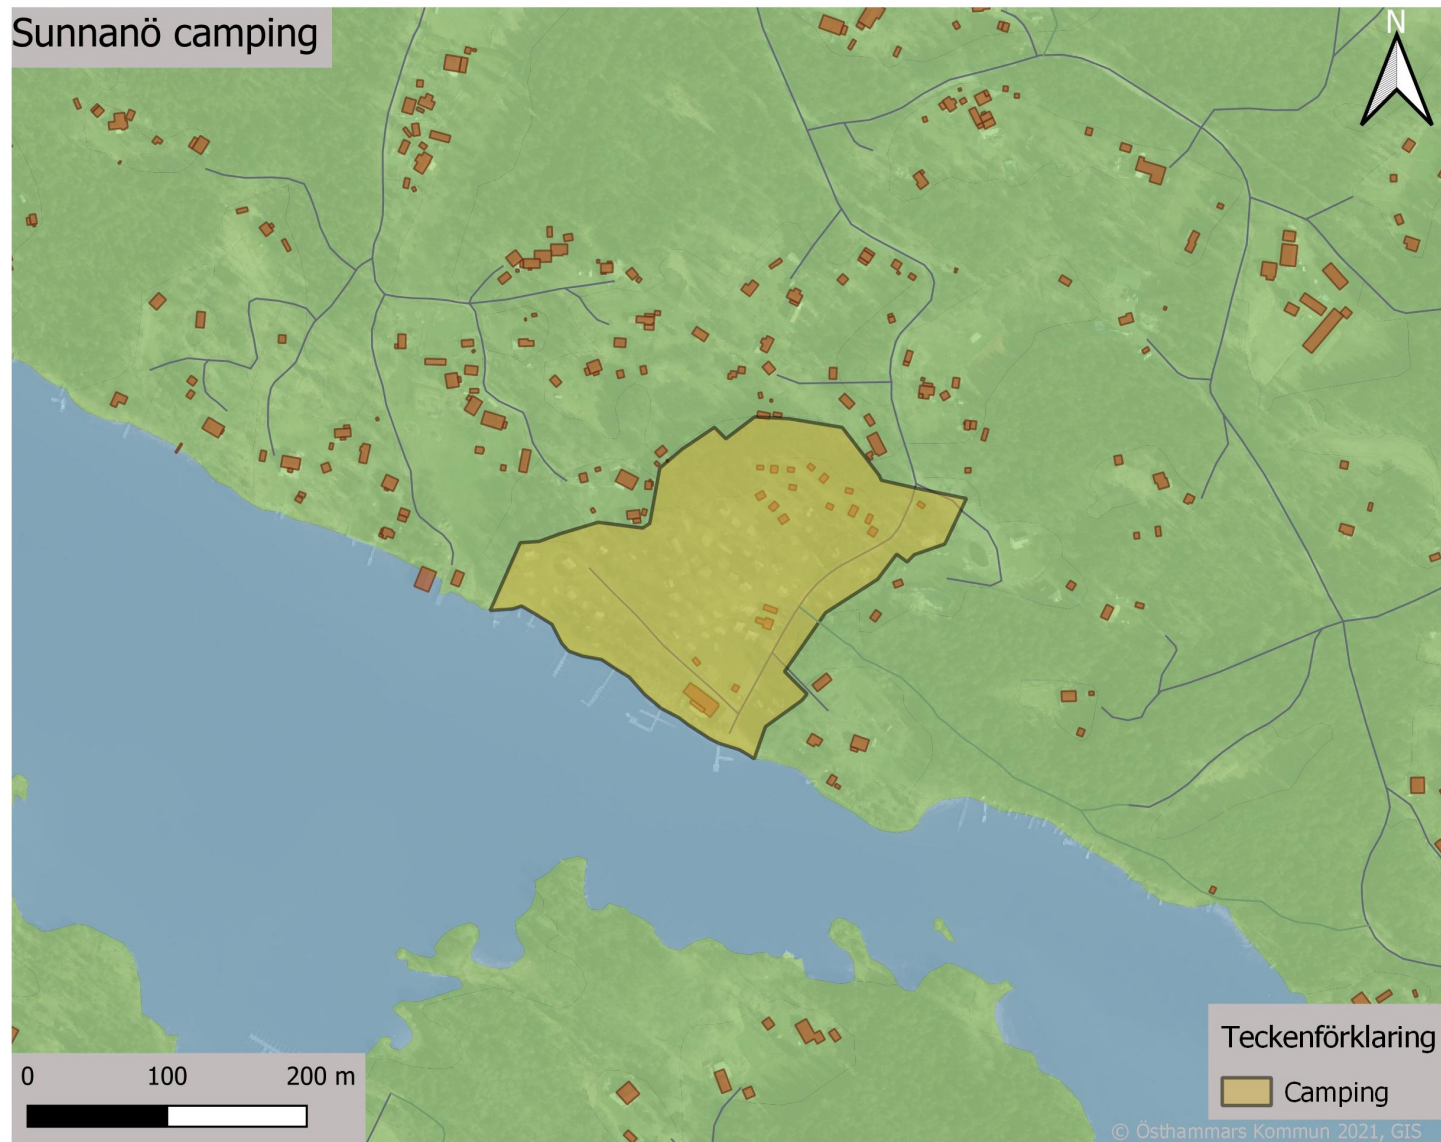 Sunnanö camping
N
0 100 200 m
Teckenförklaring
Camping
© Östhammars Kommun 2021, GIS